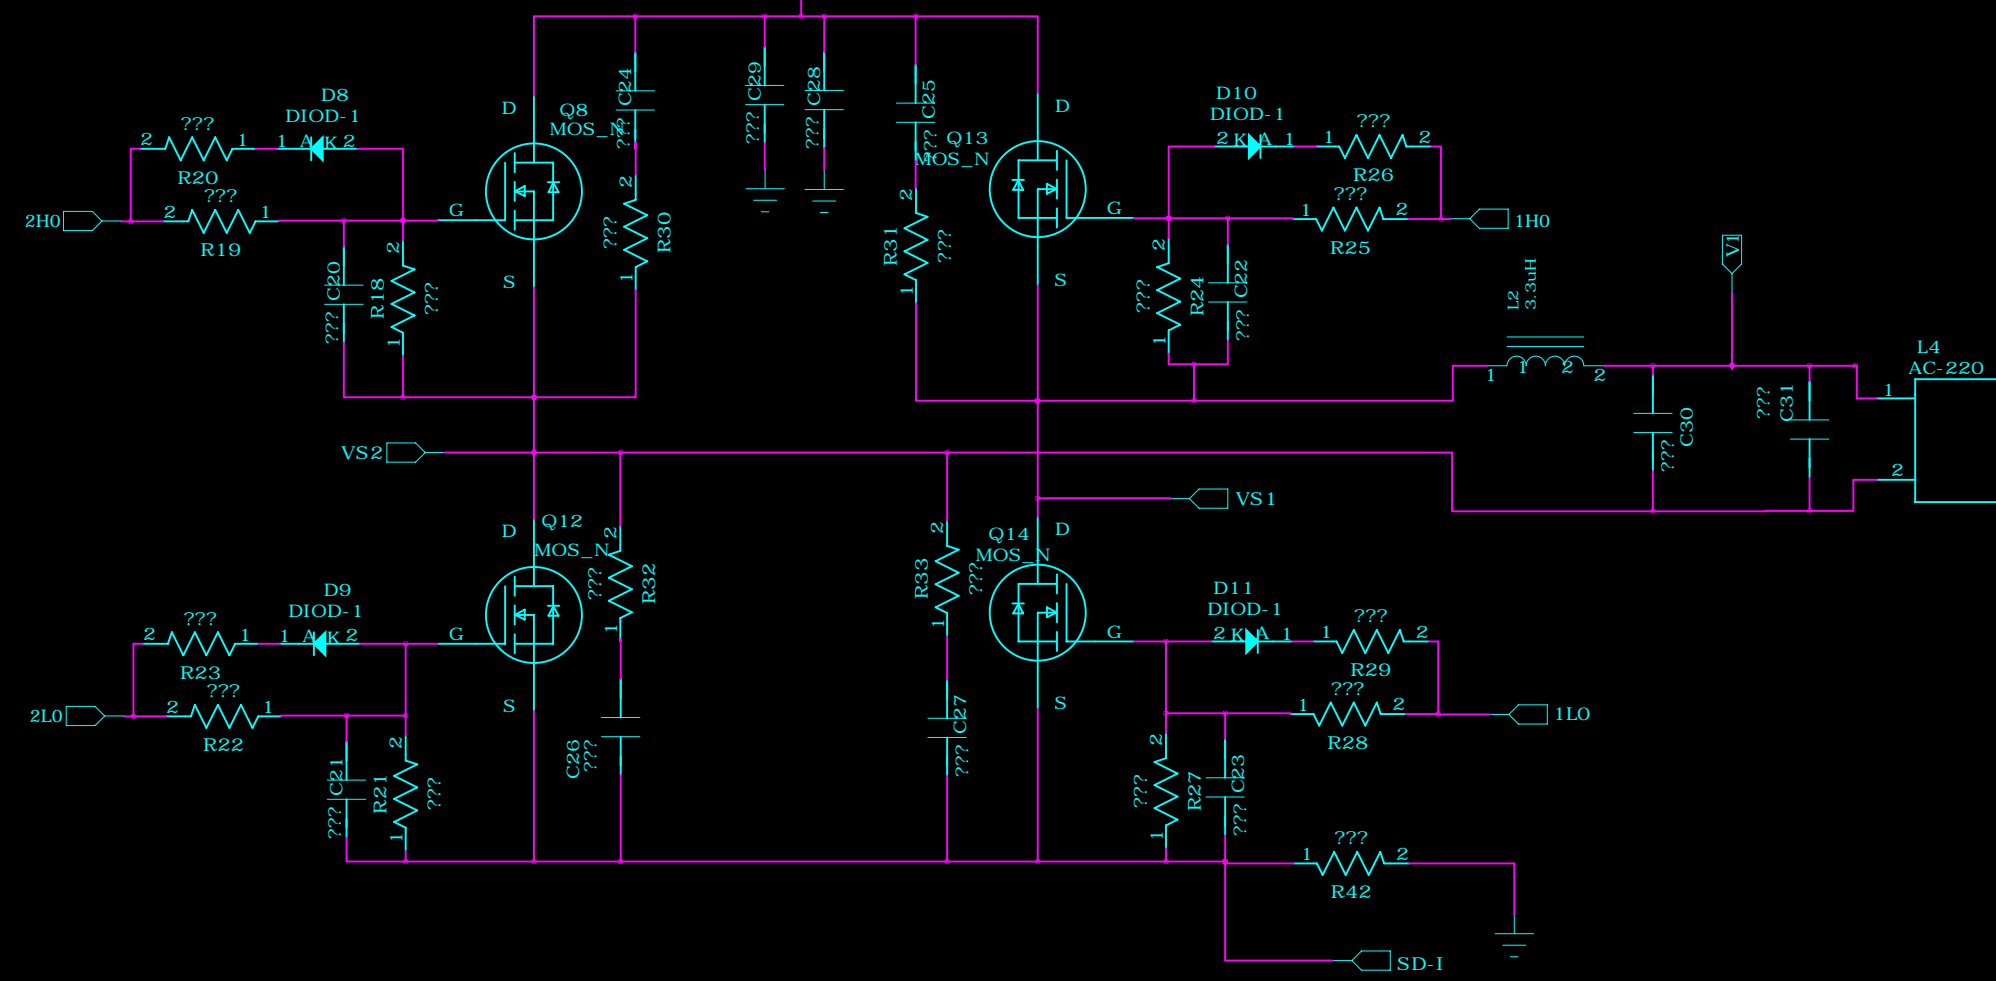 D8
DIOD-1
???
2 1 1 A K 2
R20
???
2H0
2 1
R19
G
D
Q8
MOS_N
S
C20
???
2
R18
???
1
C24
???
2
???
R30
1
C29
???
C28
???
C25
???
2
R31
???
1
Q13
MOS_N
D
G
S
D10
DIOD-1
2 K A 1
???
1 2
R26
???
1 2
R25
1H0
2
???
R24
1
C22
???
L2
3.3uH
1 1 2 2
V1
C30
???
???
C31
L4
AC-220
1
2
VS2
VS1
D
Q12
MOS_N
G
S
D9
DIOD-1
???
2 1 1 A K 2
R23
???
2L0
2 1
R22
C21
???
2
R21
???
1
2
???
R32
1
C26
???
2
R33
???
1
C27
???
Q14
MOS_N
D
G
S
D11
DIOD-1
2 K A 1
???
1 2
R29
???
1 2
R28
1L0
2
???
R27
1
C23
???
???
1 2
R42
SD-I